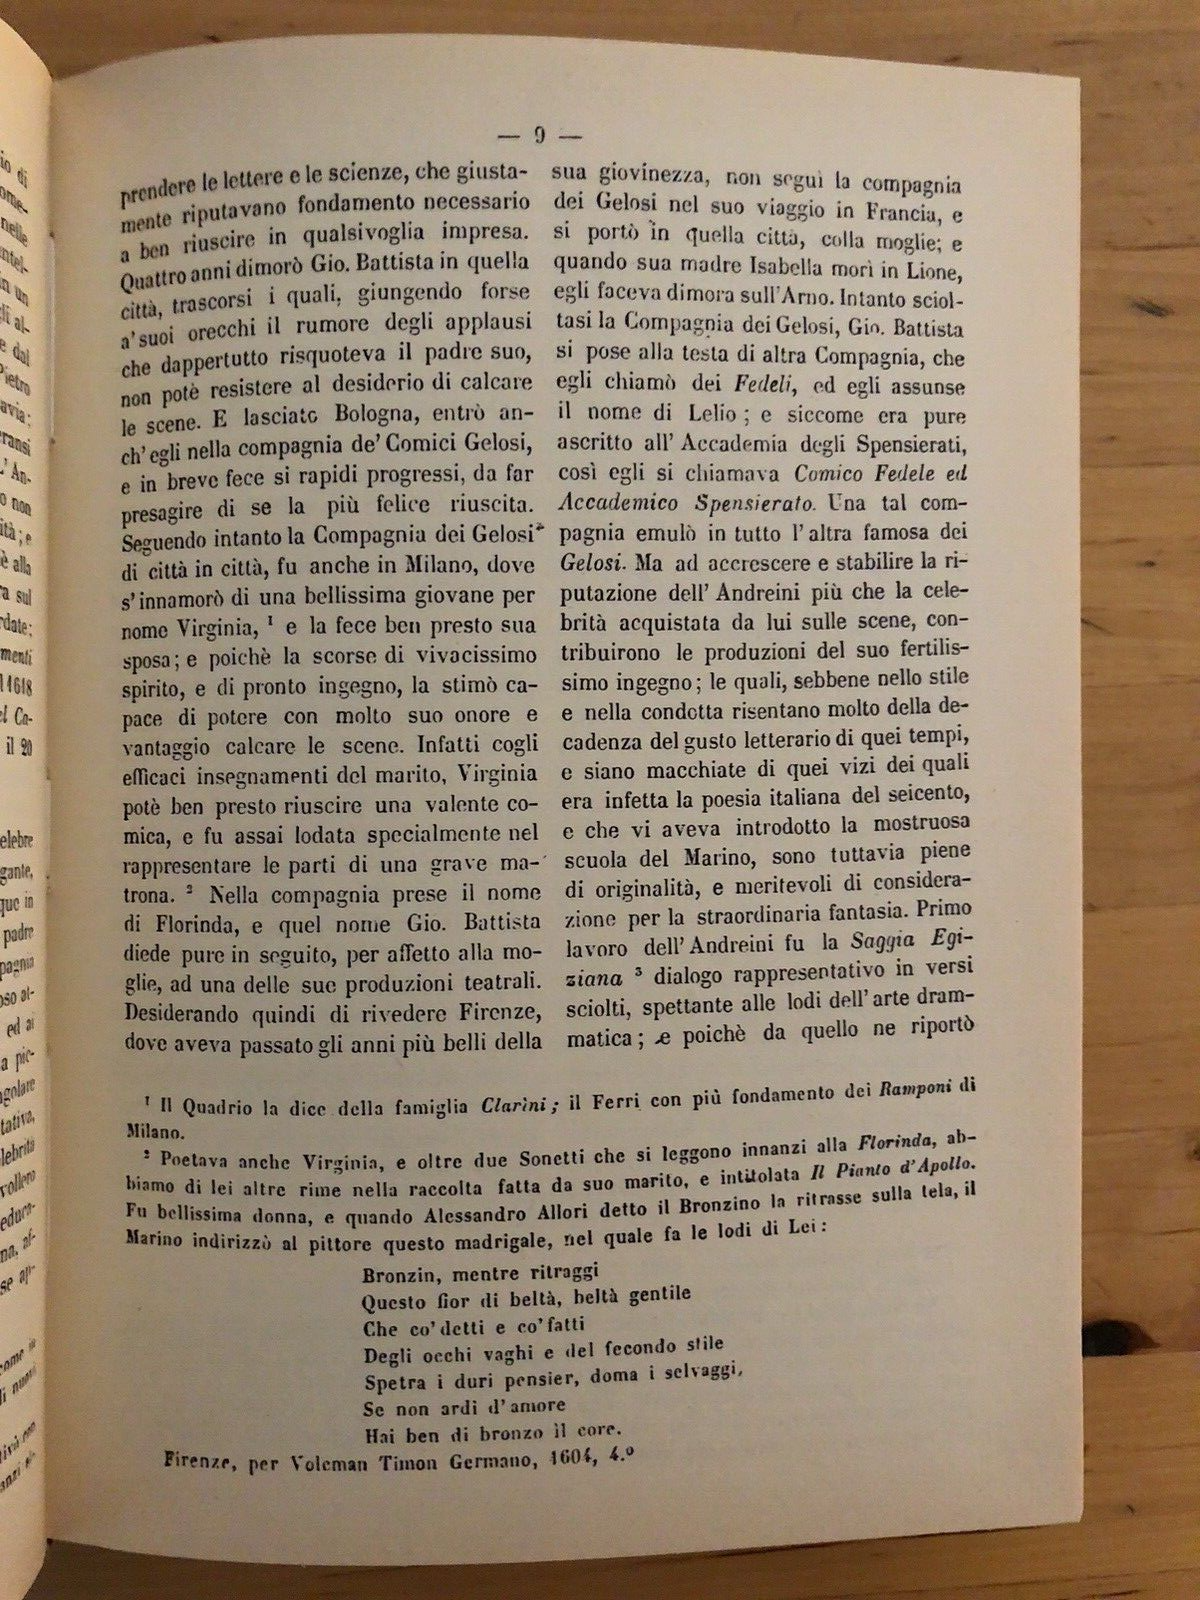 — 9 —
prendere le lettere e le scienze, che giusta-
mente riputavano fondamento necessario
a ben riuscire in qualsivoglia impresa.
Quattro anni dimorò Gio. Battista in quella
città, trascorsi i quali, giungendo forse
a'suoi orecchi il rumore degli applausi
che dappertutto risquoteva il padre suo,
non potè resistere al desiderio di calcare
le scene. E lasciato Bologna, entrò an-
ch'egli nella compagnia de' Comici Gelosi,
e in breve fece si rapidi progressi, da far
presagire di se la più felice riuscita.
Seguendo intanto la Compagnia dei Gelosi
di città in città, fu anche in Milano, dove
s'innamorò di una bellissima giovane per
nome Virginia, ¹ e la fece ben presto sua
sposa; e poichè la scorse di vivacissimo
spirito, e di pronto ingegno, la stimò ca-
pace di potere con molto suo onore e
vantaggio calcare le scene. Infatti cogli
efficaci insegnamenti del marito, Virginia
potè ben presto riuscire una valente co-
mica, e fu assai lodata specialmente nel
rappresentare le parti di una grave ma-
trona. ² Nella compagnia prese il nome
di Florinda, e quel nome Gio. Battista
diede pure in seguito, per affetto alla mo-
glie, ad una delle sue produzioni teatrali.
Desiderando quindi di rivedere Firenze,
dove aveva passato gli anni più belli della
sua giovinezza, non seguì la compagnia
dei Gelosi nel suo viaggio in Francia, e
si portò in quella città, colla moglie; e
quando sua madre Isabella morì in Lione,
egli faceva dimora sull'Arno. Intanto sciol-
tasi la Compagnia dei Gelosi, Gio. Battista
si pose alla testa di altra Compagnia, che
egli chiamò dei Fedeli, ed egli assunse
il nome di Lelio; e siccome era pure
ascritto all' Accademia degli Spensierati,
così egli si chiamava Comico Fedele ed
Accademico Spensierato. Una tal com-
pagnia emulò in tutto l'altra famosa dei
Gelosi. Ma ad accrescere e stabilire la ri-
putazione dell' Andreini più che la cele-
brità acquistata da lui sulle scene, con-
tribuirono le produzioni del suo fertilis-
simo ingegno; le quali, sebbene nello stile
e nella condotta risentano molto della de-
cadenza del gusto letterario di quei tempi,
e siano macchiate di quei vizi dei quali
era infetta la poesia italiana del seicento,
e che vi aveva introdotto la mostruosa
scuola del Marino, sono tuttavia piene
di originalità, e meritevoli di considera-
zione per la straordinaria fantasia. Primo
lavoro dell'Andreini fu la Saggia Egi-
ziana ³ dialogo rappresentativo in versi
sciolti, spettante alle lodi dell'arte dram-
matica; e poichè da quello ne riportò
¹ Il Quadrio la dice della famiglia Clarini; il Ferri con più fondamento dei Ramponi di
Milano.
² Poetava anche Virginia, e oltre due Sonetti che si leggono innanzi alla Florinda, ab-
biamo di lei altre rime nella raccolta fatta da suo marito, e intitolata Il Pianto d'Apollo.
Fu bellissima donna, e quando Alessandro Allori detto il Bronzino la ritrasse sulla tela, il
Marino indirizzò al pittore questo madrigale, nel quale fa le lodi di Lei:
Bronzin, mentre ritraggi
Questo fior di beltà, beltà gentile
Che co'detti e co'fatti
Degli occhi vaghi e del fecondo stile
Spetra i duri pensier, doma i selvaggi,
Se non ardi d'amore
Hai ben di bronzo il core.
Firenze, per Voleman Timon Germano, 1604, 4.º